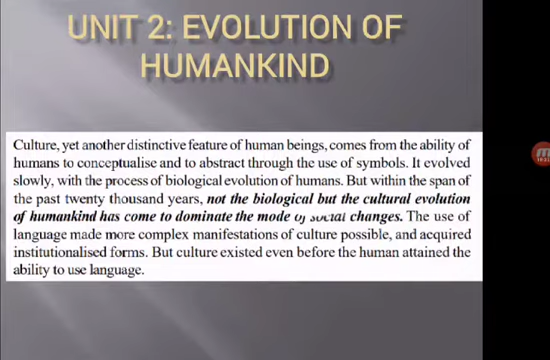 UNIT 2: EVOLUTION OF
HUMANKIND
Culture, yet another distinctive feature of human beings, comes from the ability of
humans to conceptualise and to abstract through the use of symbols. It evolved
slowly, with the process of biological evolution of humans. But within the span of
the past twenty thousand years, not the biological but the cultural evolution
of humankind has come to dominate the mode of social changes. The use of
language made more complex manifestations of culture possible, and acquired
institutionalised forms. But culture existed even before the human attained the
ability to use language.